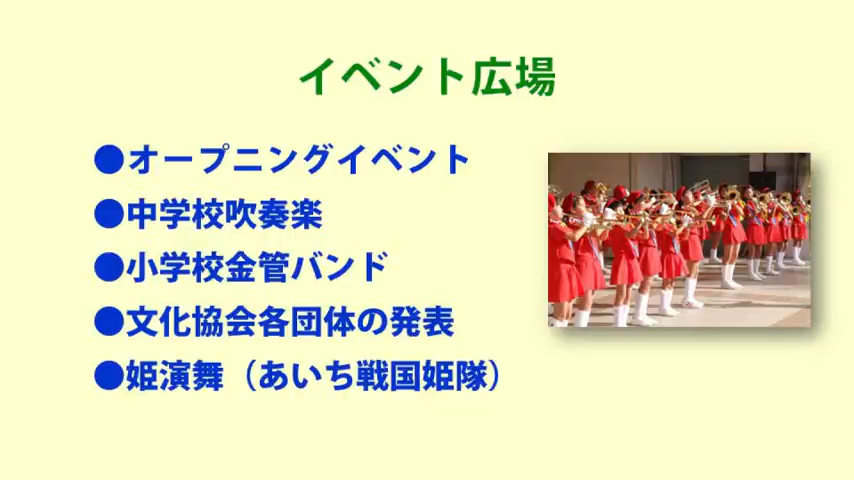 イベント広場
●オープニングイベント
●中学校吹奏楽
●小学校金管バンド
●文化協会各団体の発表
●姫演舞（あいち戦国姫隊）